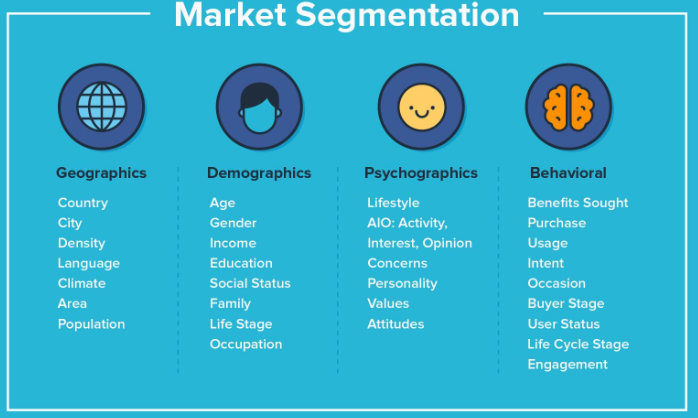 Market Segmentation
Geographics
Country
City
Density
Language
Climate
Area
Population
Demographics
Age
Gender
Income
Education
Social Status
Family
Life Stage
Occupation
Psychographics
Lifestyle
AIO: Activity,
Interest, Opinion
Concerns
Personality
Values
Attitudes
Behavioral
Benefits Sought
Purchase
Usage
Intent
Occasion
Buyer Stage
User Status
Life Cycle Stage
Engagement